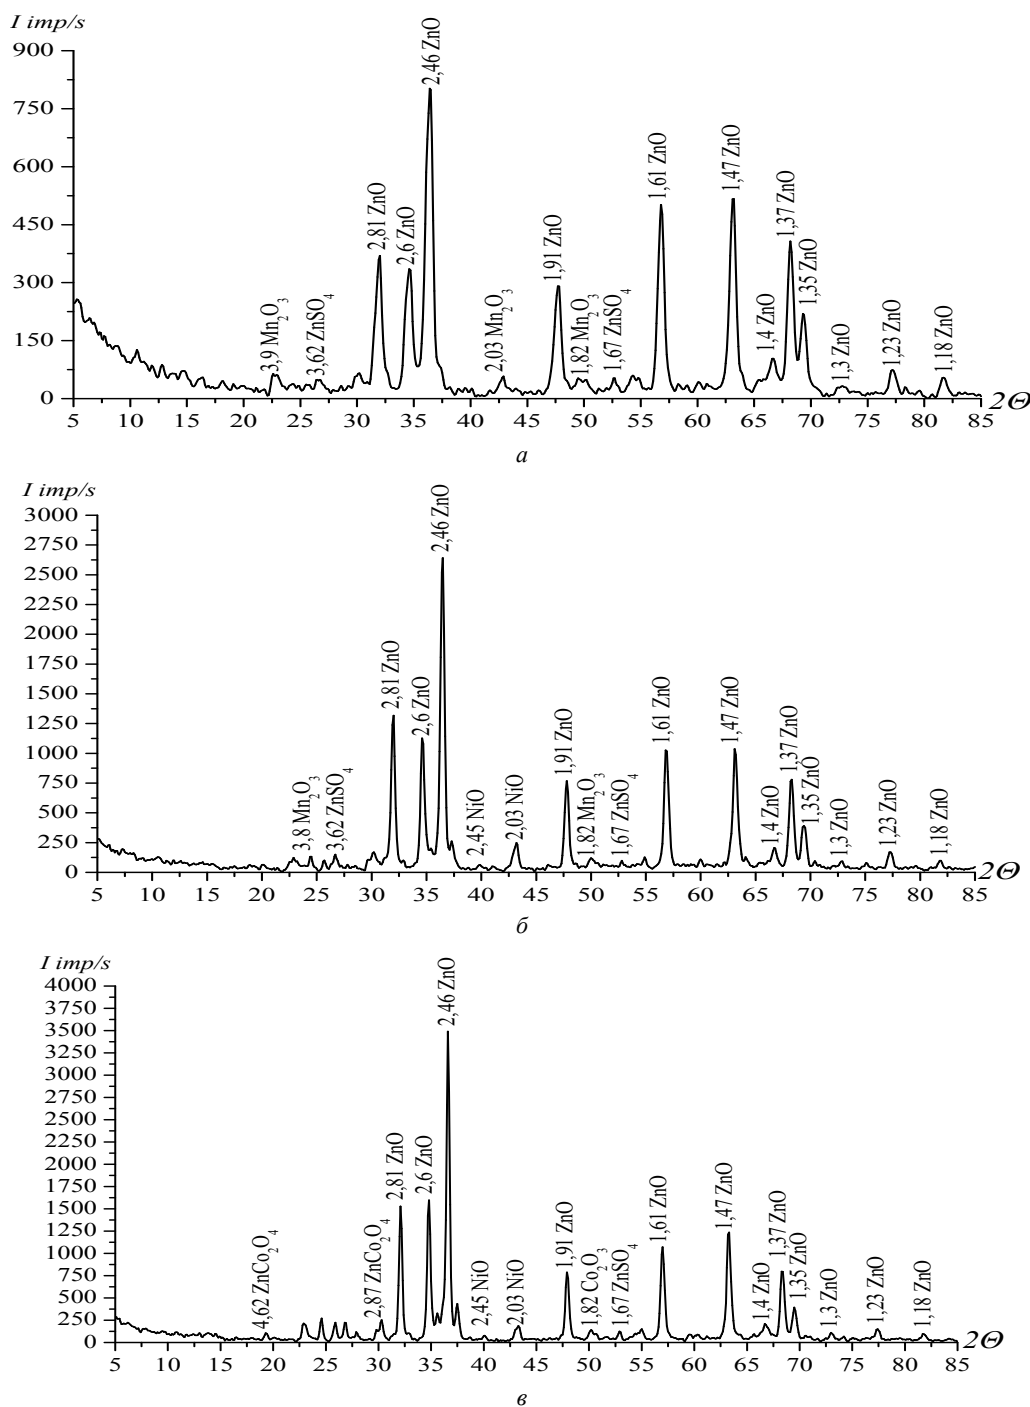 I imp/s
900
750
600
450
300
150
0
3,9 Mn2O3
3,62 ZnSO4
2,81 ZnO
2,6 ZnO
2,46 ZnO
2,03 Mn2O3
1,91 ZnO
1,82 Mn2O3
1,67 ZnSO4
1,61 ZnO
1,47 ZnO
1,4 ZnO
1,37 ZnO
1,35 ZnO
1,3 ZnO
1,23 ZnO
1,18 ZnO
5 10 15 20 25 30 35 40 45 50 55 60 65 70 75 80 85 2Θ
а
I imp/s
3000
2750
2500
2250
2000
1750
1500
1250
1000
750
500
250
0
3,8 Mn2O3
3,62 ZnSO4
2,81 ZnO
2,6 ZnO
2,46 ZnO
2,45 NiO
2,03 NiO
1,91 ZnO
1,82 Mn2O3
1,67 ZnSO4
1,61 ZnO
1,47 ZnO
1,4 ZnO
1,37 ZnO
1,35 ZnO
1,3 ZnO
1,23 ZnO
1,18 ZnO
5 10 15 20 25 30 35 40 45 50 55 60 65 70 75 80 85 2Θ
б
I imp/s
4000
3750
3500
3250
3000
2750
2500
2250
2000
1750
1500
1250
1000
750
500
250
0
4,62 ZnCo2O4
2,87 ZnCo2O4
2,81 ZnO
2,6 ZnO
2,46 ZnO
2,45 NiO
2,03 NiO
1,91 ZnO
1,82 Co2O3
1,67 ZnSO4
1,61 ZnO
1,47 ZnO
1,4 ZnO
1,37 ZnO
1,35 ZnO
1,3 ZnO
1,23 ZnO
1,18 ZnO
5 10 15 20 25 30 35 40 45 50 55 60 65 70 75 80 85 2Θ
в